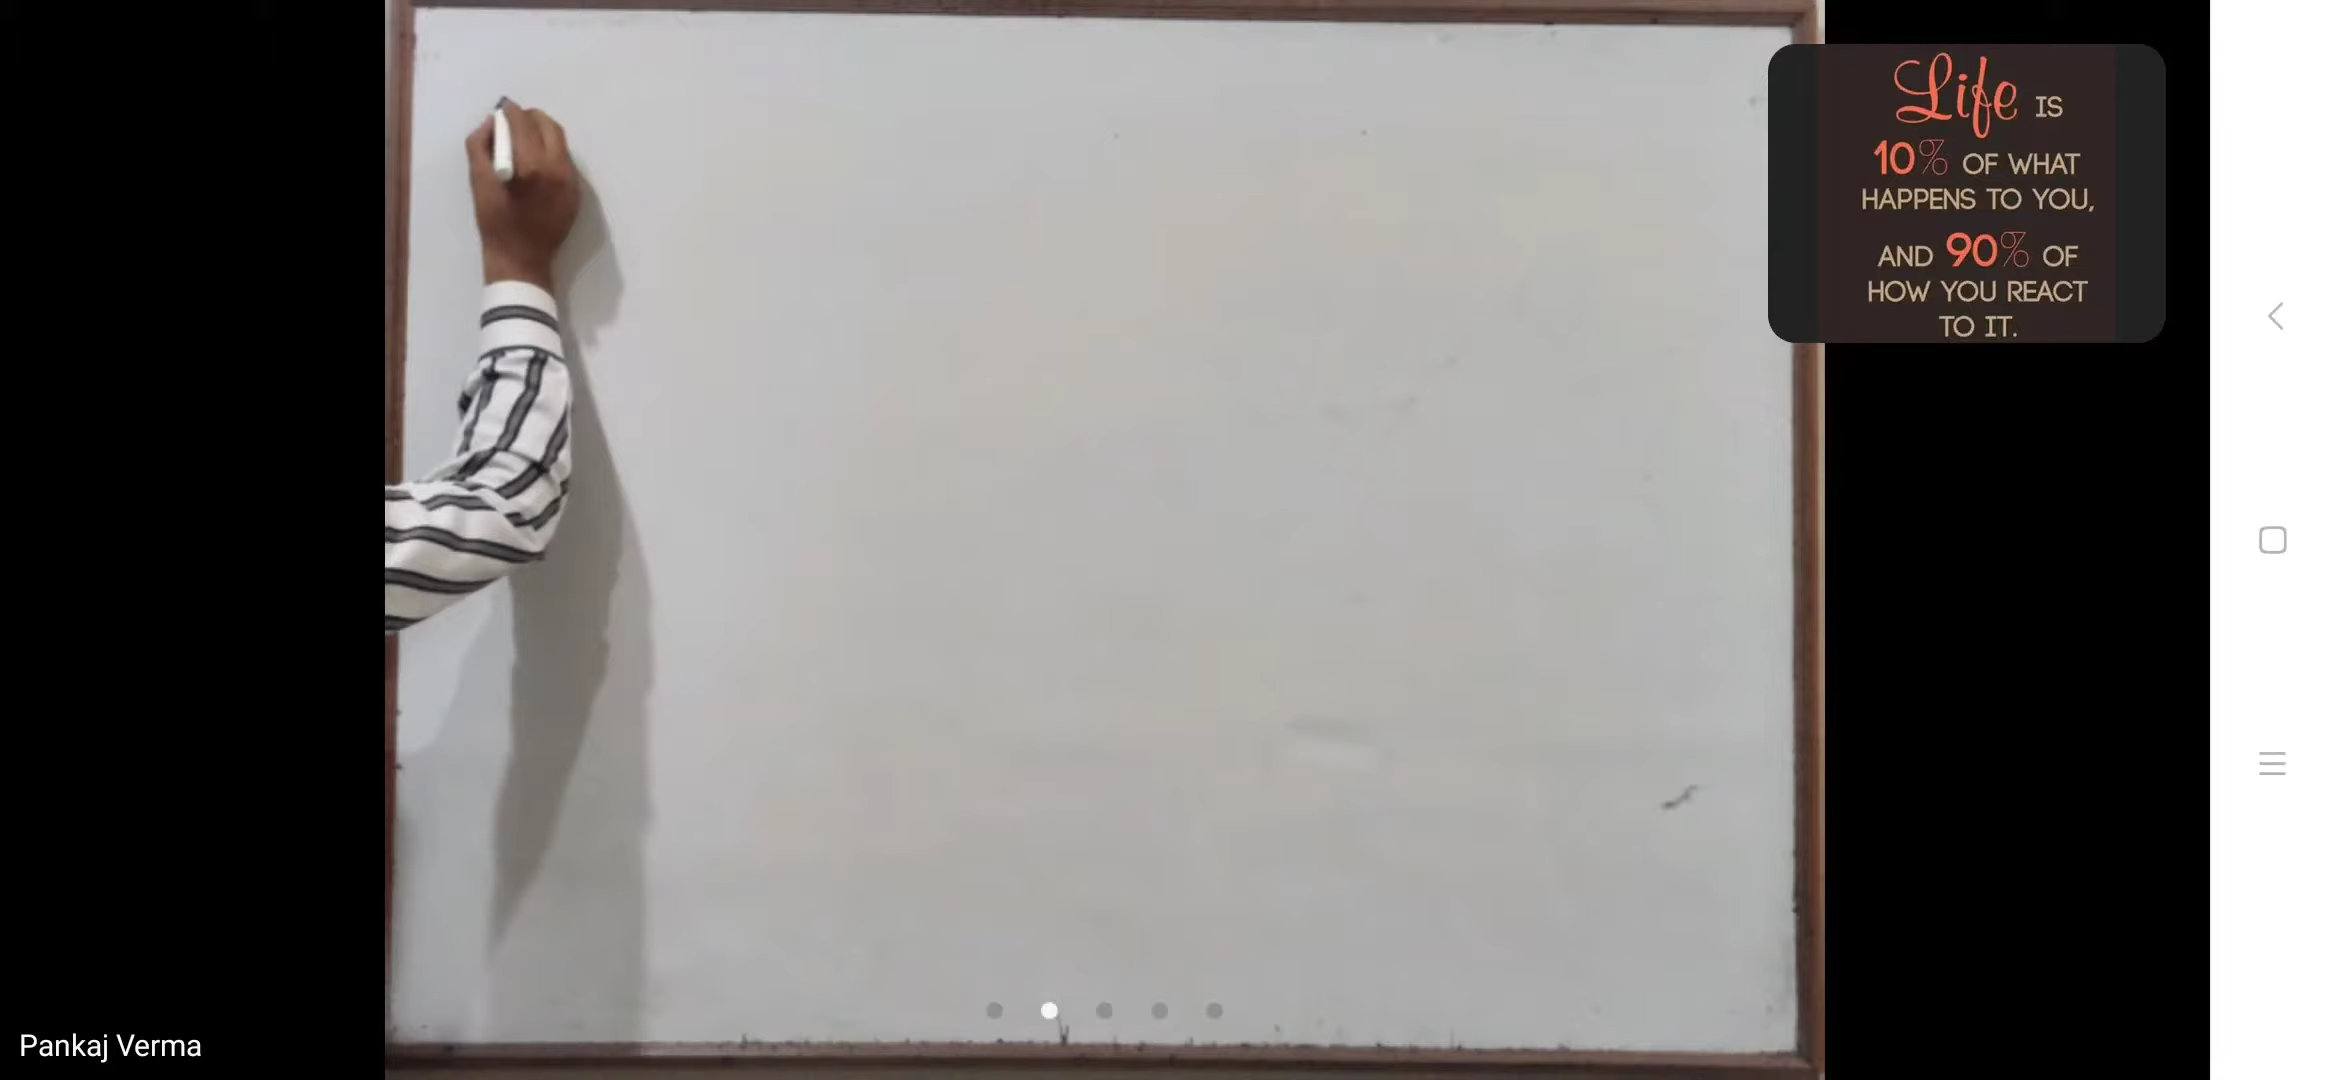 Life IS
10% OF WHAT
HAPPENS TO YOU,
AND 90% OF
HOW YOU REACT
TO IT.
Pankaj Verma